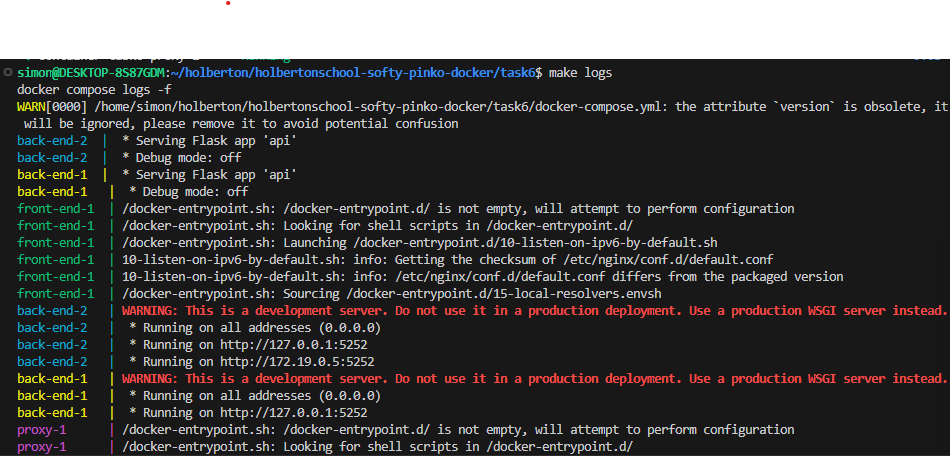 simon@DESKTOP-8S87GDM:~/holberton/holbertonschool-softy-pinko-docker/task6$ make logs
docker compose logs -f
WARN[0000] /home/simon/holberton/holbertonschool-softy-pinko-docker/task6/docker-compose.yml: the attribute `version` is obsolete, it
will be ignored, please remove it to avoid potential confusion
back-end-2 | * Serving Flask app 'api'
back-end-2 | * Debug mode: off
back-end-1 | * Serving Flask app 'api'
back-end-1 | * Debug mode: off
front-end-1 | /docker-entrypoint.sh: /docker-entrypoint.d/ is not empty, will attempt to perform configuration
front-end-1 | /docker-entrypoint.sh: Looking for shell scripts in /docker-entrypoint.d/
front-end-1 | /docker-entrypoint.sh: Launching /docker-entrypoint.d/10-listen-on-ipv6-by-default.sh
front-end-1 | 10-listen-on-ipv6-by-default.sh: info: Getting the checksum of /etc/nginx/conf.d/default.conf
front-end-1 | 10-listen-on-ipv6-by-default.sh: info: /etc/nginx/conf.d/default.conf differs from the packaged version
front-end-1 | /docker-entrypoint.sh: Sourcing /docker-entrypoint.d/15-local-resolvers.envsh
back-end-2 | WARNING: This is a development server. Do not use it in a production deployment. Use a production WSGI server instead.
back-end-2 | * Running on all addresses (0.0.0.0)
back-end-2 | * Running on http://127.0.0.1:5252
back-end-2 | * Running on http://172.19.0.5:5252
back-end-1 | WARNING: This is a development server. Do not use it in a production deployment. Use a production WSGI server instead.
back-end-1 | * Running on all addresses (0.0.0.0)
back-end-1 | * Running on http://127.0.0.1:5252
proxy-1 | /docker-entrypoint.sh: /docker-entrypoint.d/ is not empty, will attempt to perform configuration
proxy-1 | /docker-entrypoint.sh: Looking for shell scripts in /docker-entrypoint.d/